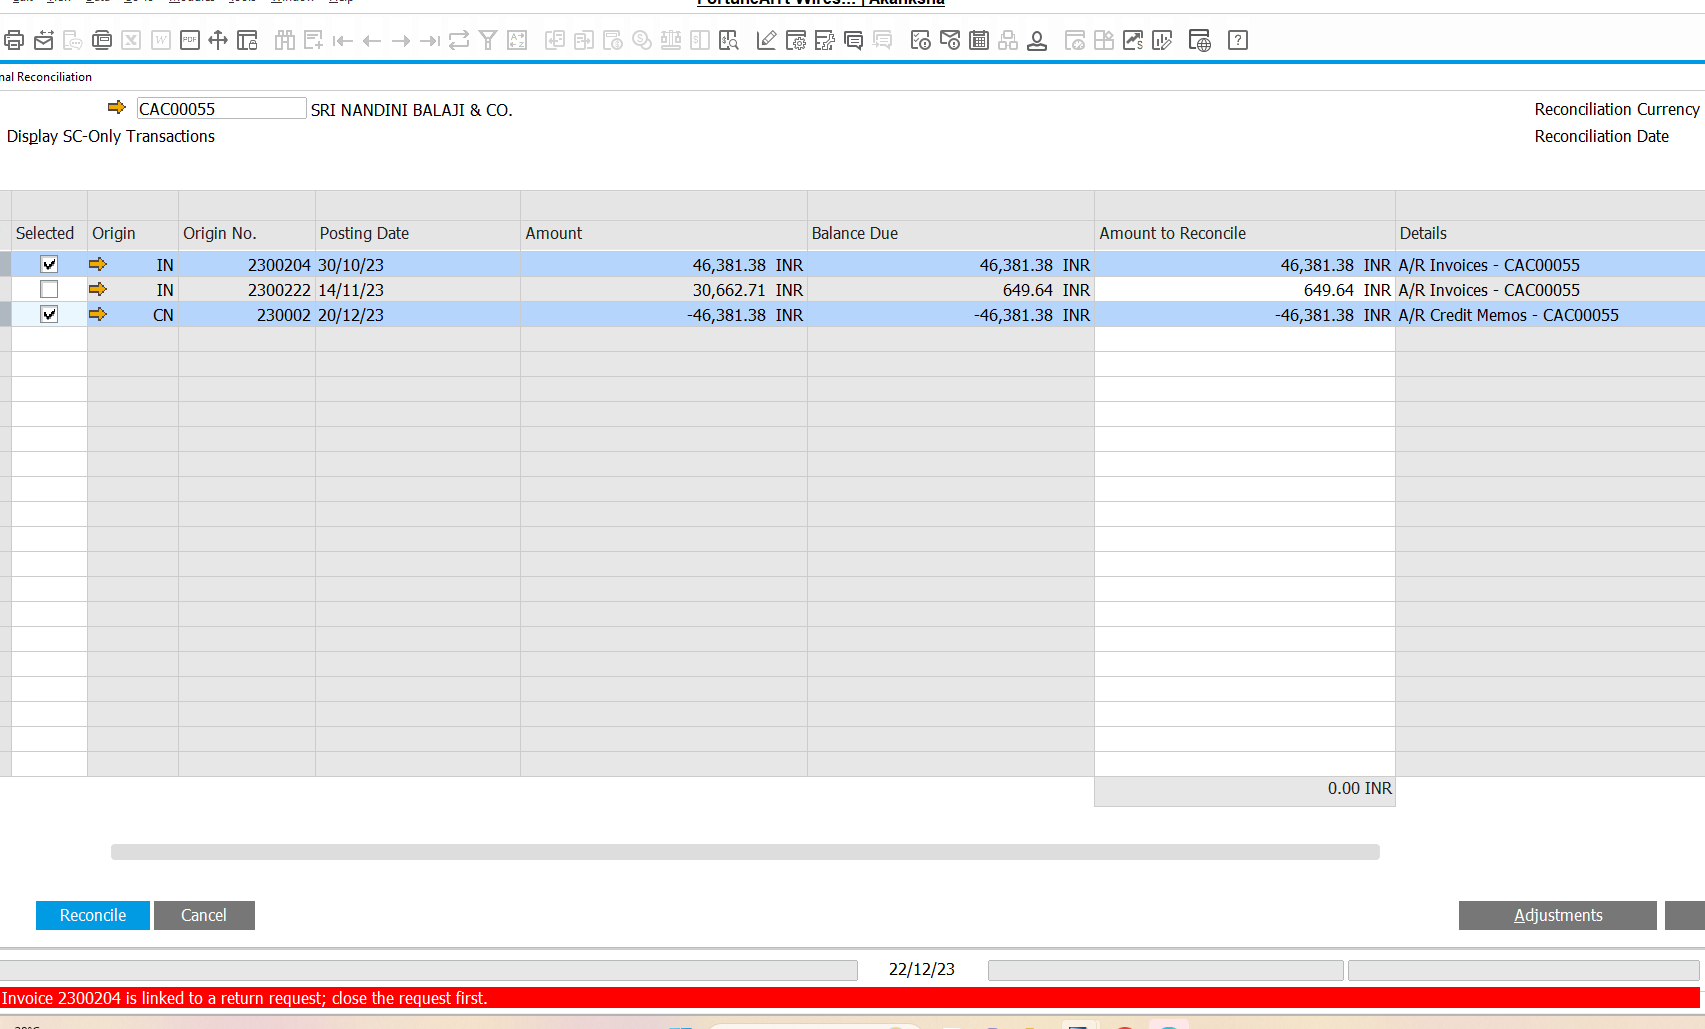 nal Reconciliation
CAC00055 SRI NANDINI BALAJI & CO. Reconciliation Currency
Display SC-Only Transactions Reconciliation Date
Selected Origin Origin No. Posting Date Amount Balance Due Amount to Reconcile Details
IN 2300204 30/10/23 46,381.38 INR 46,381.38 INR 46,381.38 INR A/R Invoices - CAC00055
IN 2300222 14/11/23 30,662.71 INR 649.64 INR 649.64 INR A/R Invoices - CAC00055
CN 230002 20/12/23 -46,381.38 INR -46,381.38 INR -46,381.38 INR A/R Credit Memos - CAC00055
0.00 INR
Reconcile Cancel Adjustments
22/12/23
Invoice 2300204 is linked to a return request; close the request first.